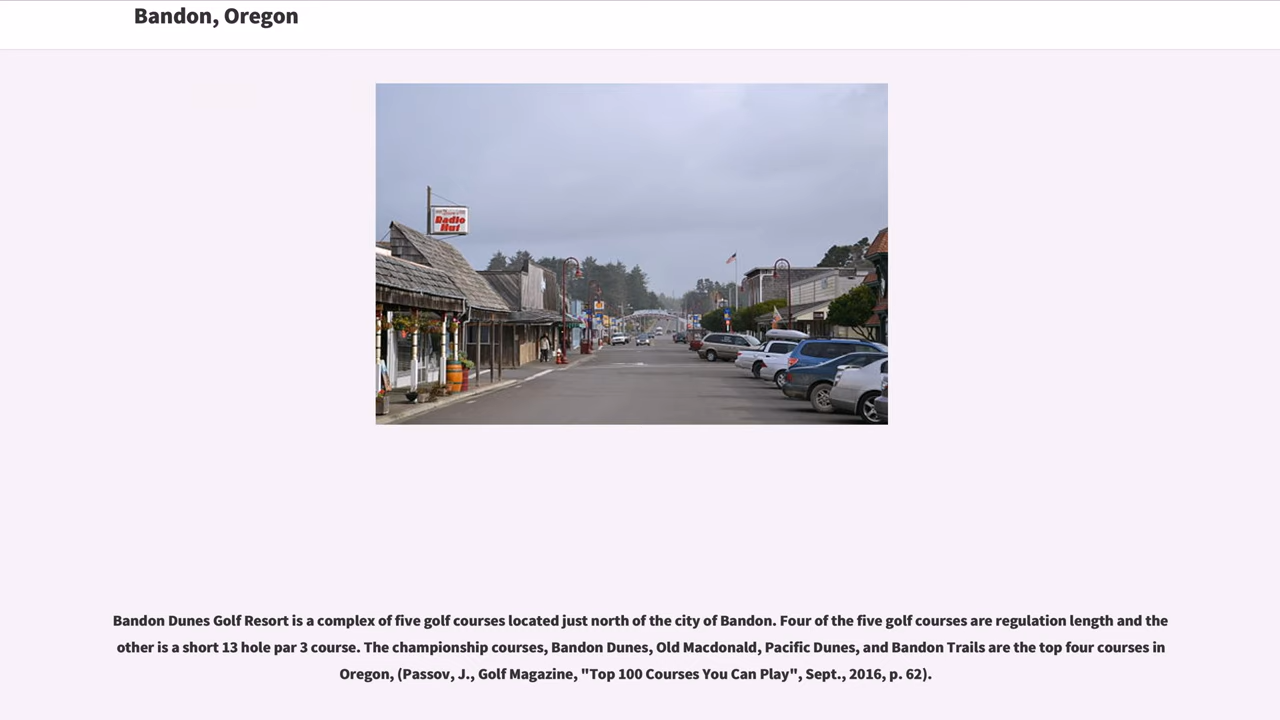 Bandon, Oregon
Radio
Hut
Bandon Dunes Golf Resort is a complex of five golf courses located just north of the city of Bandon. Four of the five golf courses are regulation length and the
other is a short 13 hole par 3 course. The championship courses, Bandon Dunes, Old Macdonald, Pacific Dunes, and Bandon Trails are the top four courses in
Oregon, (Passov, J., Golf Magazine, "Top 100 Courses You Can Play", Sept., 2016, p. 62).